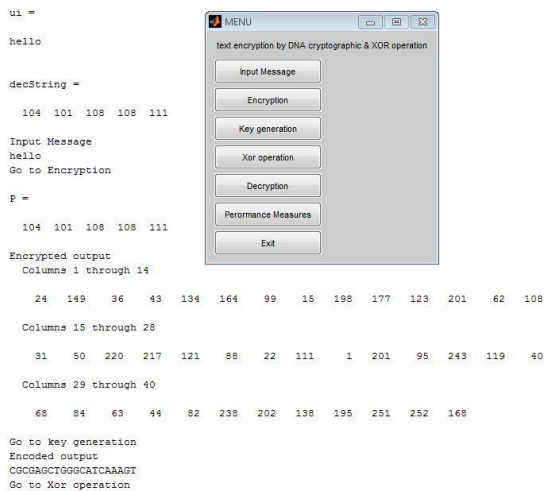 ui =
hello
decString =
104 101 108 108 111
Input Message
hello
Go to Encryption
P =
104 101 108 108 111
Encrypted output
Columns 1 through 14
24 149 36 43 134 164 99 15 198 177 123 201 62 108
Columns 15 through 28
31 50 220 217 121 88 22 111 1 201 95 243 119 40
Columns 29 through 40
68 84 63 44 82 238 202 138 195 251 252 168
Go to key generation
Encoded output
CGCGAGCTGGGCATCAAAGT
Go to Xor operation
MENU
text encryption by DNA cryptographic & XOR operation
Input Message
Encryption
Key generation
Xor operation
Decryption
Perormance Measures
Exit